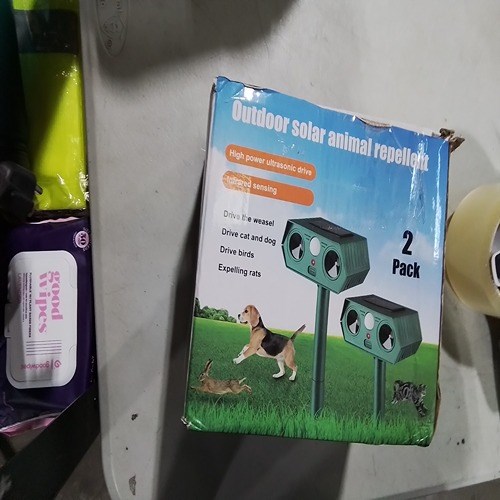 Outdoor solar animal repellent
High power ultrasonic drive
Infrared sensing
Drive the weasel
Drive cat and dog
Drive birds
Expelling rats
2
Pack
good
wipes